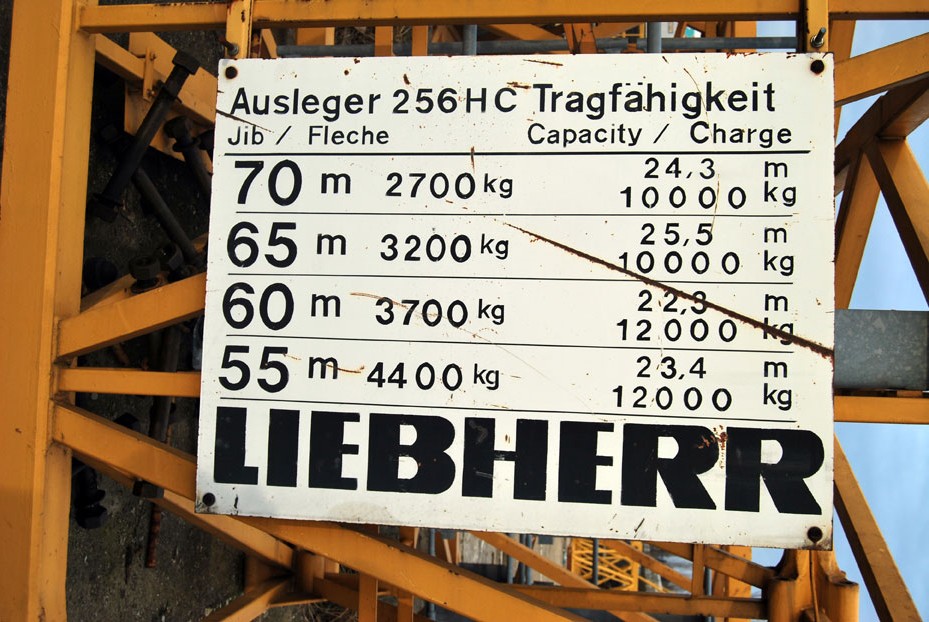 Ausleger 256HC Tragfähigkeit
Jib / Fleche Capacity / Charge
70 m 2700 kg 24,3 m
10000 kg
65 m 3200 kg 25,5 m
10000 kg
60 m 3700 kg 22,3 m
12000 kg
55 m 4400 kg 23,4 m
12000 kg
LIEBHERR